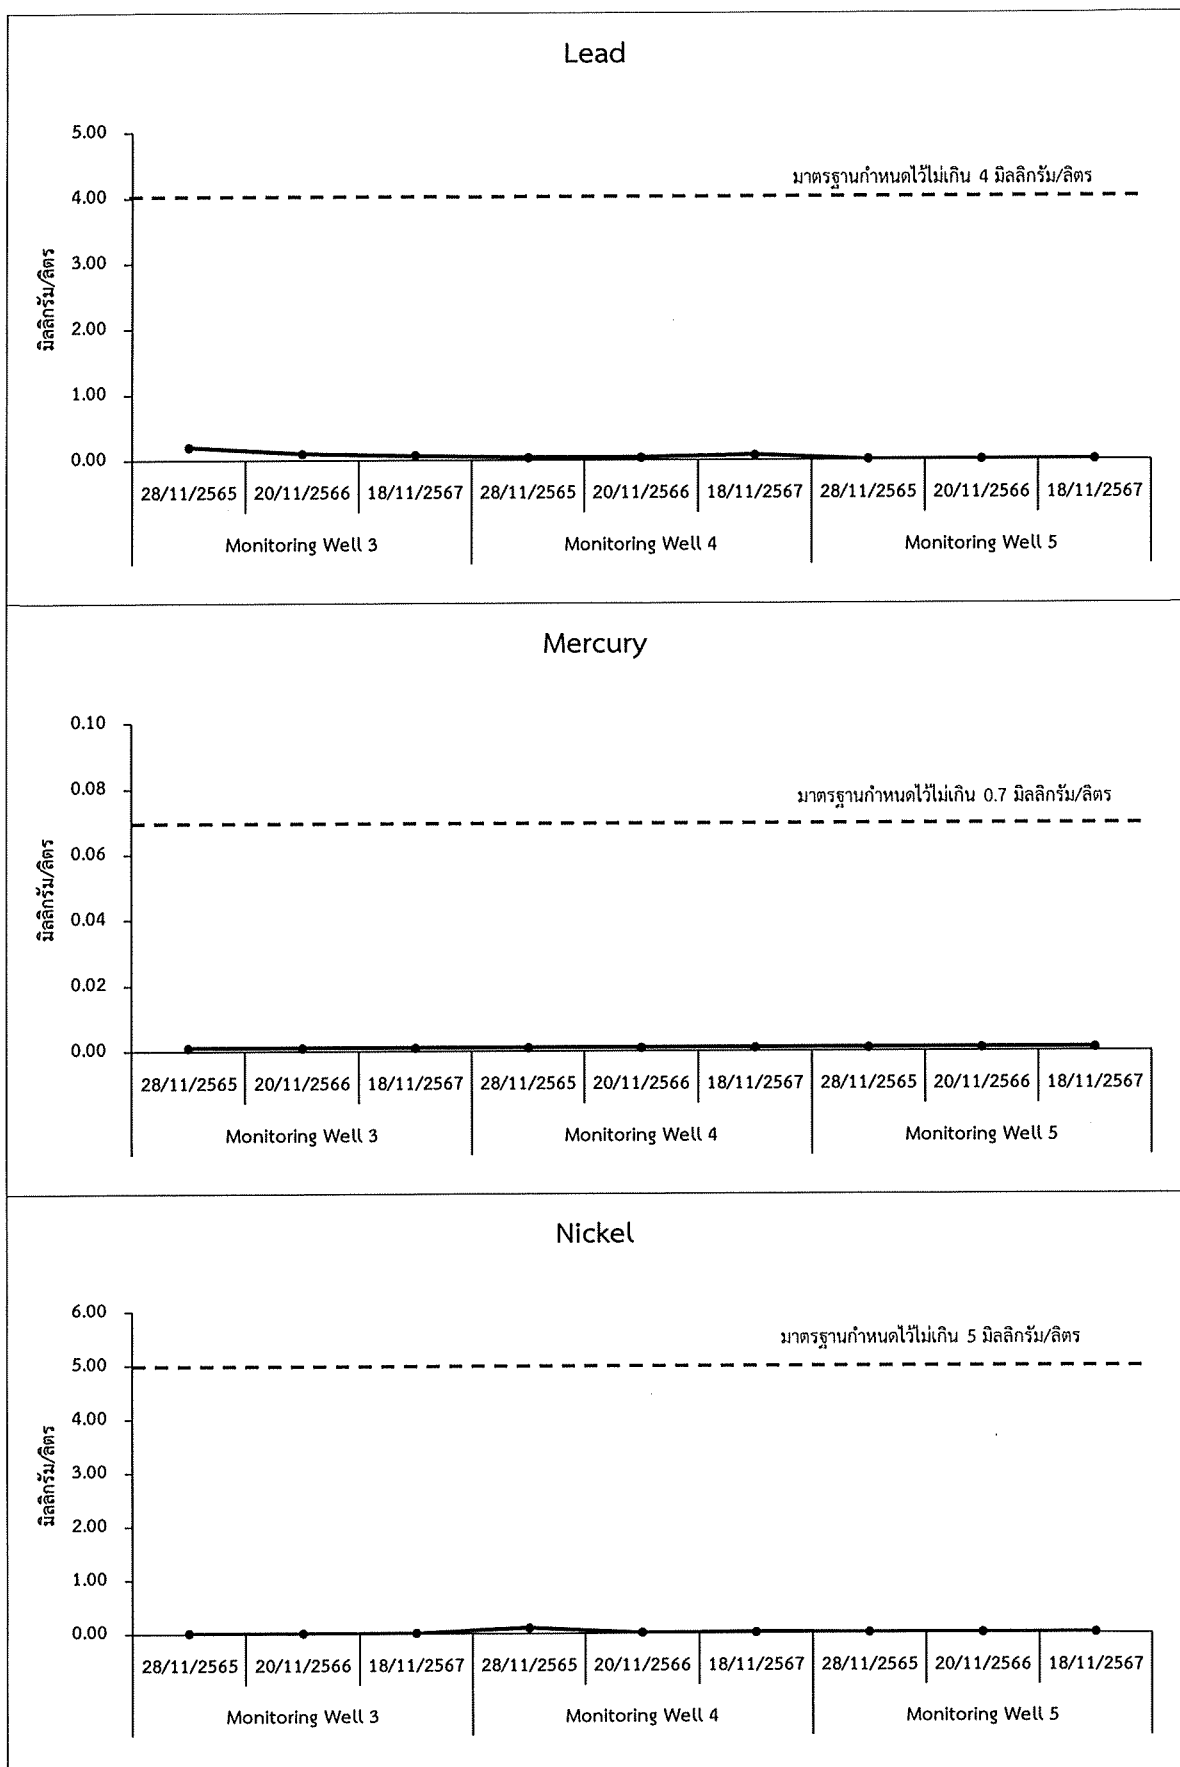 Lead
5.00
มาตรฐานกำหนดไว้ไม่เกิน 4 มิลลิกรัม/ลิตร
4.00
3.00
มิลลิกรัม/ลิตร
2.00
1.00
0.00
28/11/2565 20/11/2566 18/11/2567 28/11/2565 20/11/2566 18/11/2567 28/11/2565 20/11/2566 18/11/2567
Monitoring Well 3 Monitoring Well 4 Monitoring Well 5
Mercury
0.10
0.08
มาตรฐานกำหนดไว้ไม่เกิน 0.7 มิลลิกรัม/ลิตร
0.06
มิลลิกรัม/ลิตร
0.04
0.02
0.00
28/11/2565 20/11/2566 18/11/2567 28/11/2565 20/11/2566 18/11/2567 28/11/2565 20/11/2566 18/11/2567
Monitoring Well 3 Monitoring Well 4 Monitoring Well 5
Nickel
6.00
มาตรฐานกำหนดไว้ไม่เกิน 5 มิลลิกรัม/ลิตร
5.00
4.00
3.00
มิลลิกรัม/ลิตร
2.00
1.00
0.00
28/11/2565 20/11/2566 18/11/2567 28/11/2565 20/11/2566 18/11/2567 28/11/2565 20/11/2566 18/11/2567
Monitoring Well 3 Monitoring Well 4 Monitoring Well 5